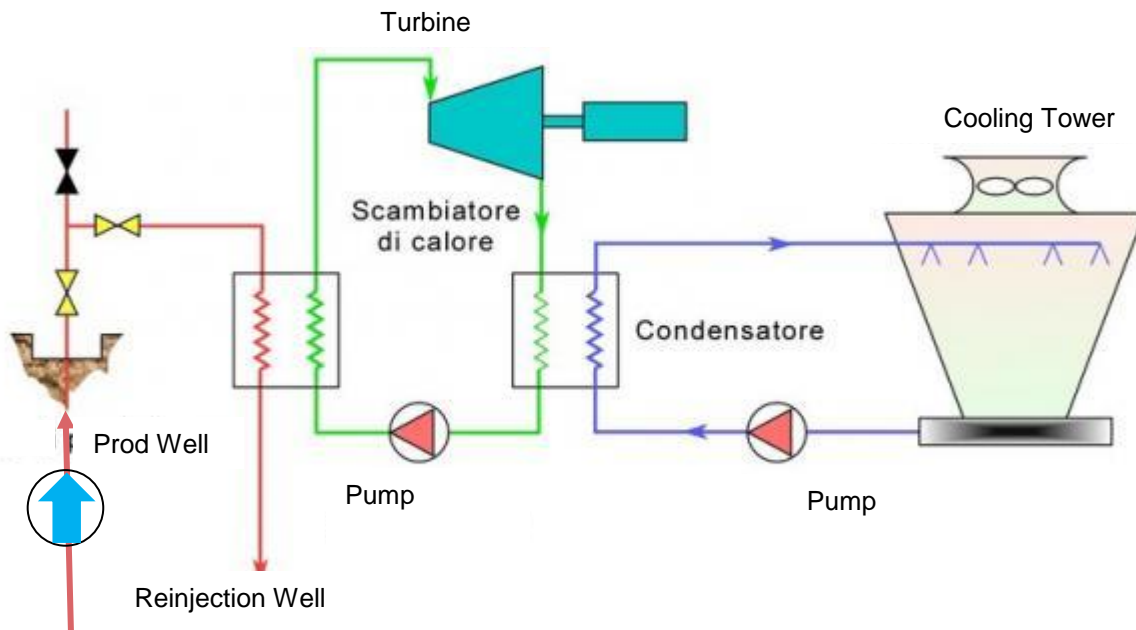 Turbine
Cooling Tower
Scambiatore
di calore
Condensatore
Prod Well
Pump
Pump
Reinjection Well